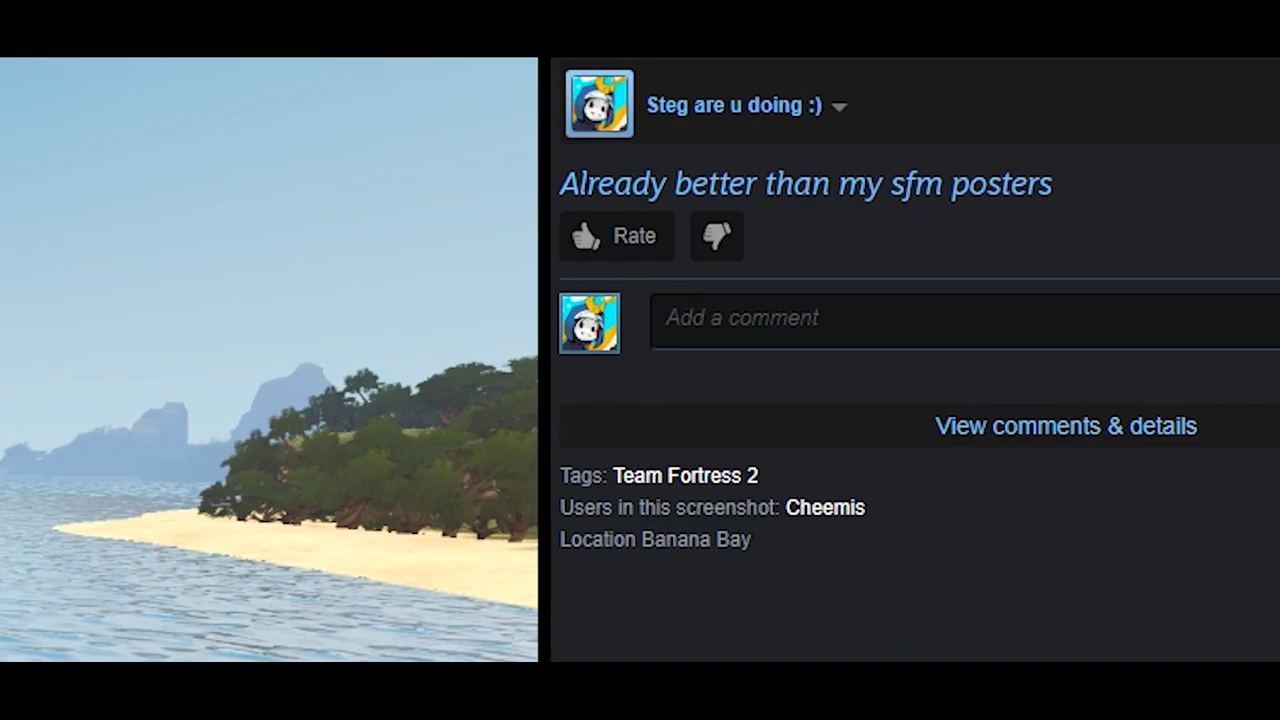 Steg are u doing :)
Already better than my sfm posters
Rate
Add a comment
View comments & details
Tags: Team Fortress 2
Users in this screenshot: Cheemis
Location Banana Bay